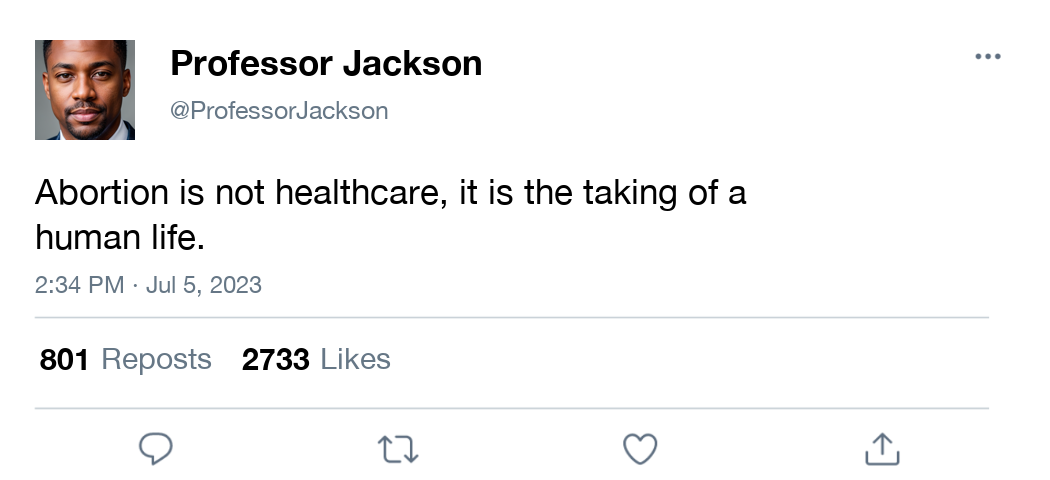 Professor Jackson
@ProfessorJackson
Abortion is not healthcare, it is the taking of a
human life.
2:34 PM · Jul 5, 2023
801 Reposts 2733 Likes